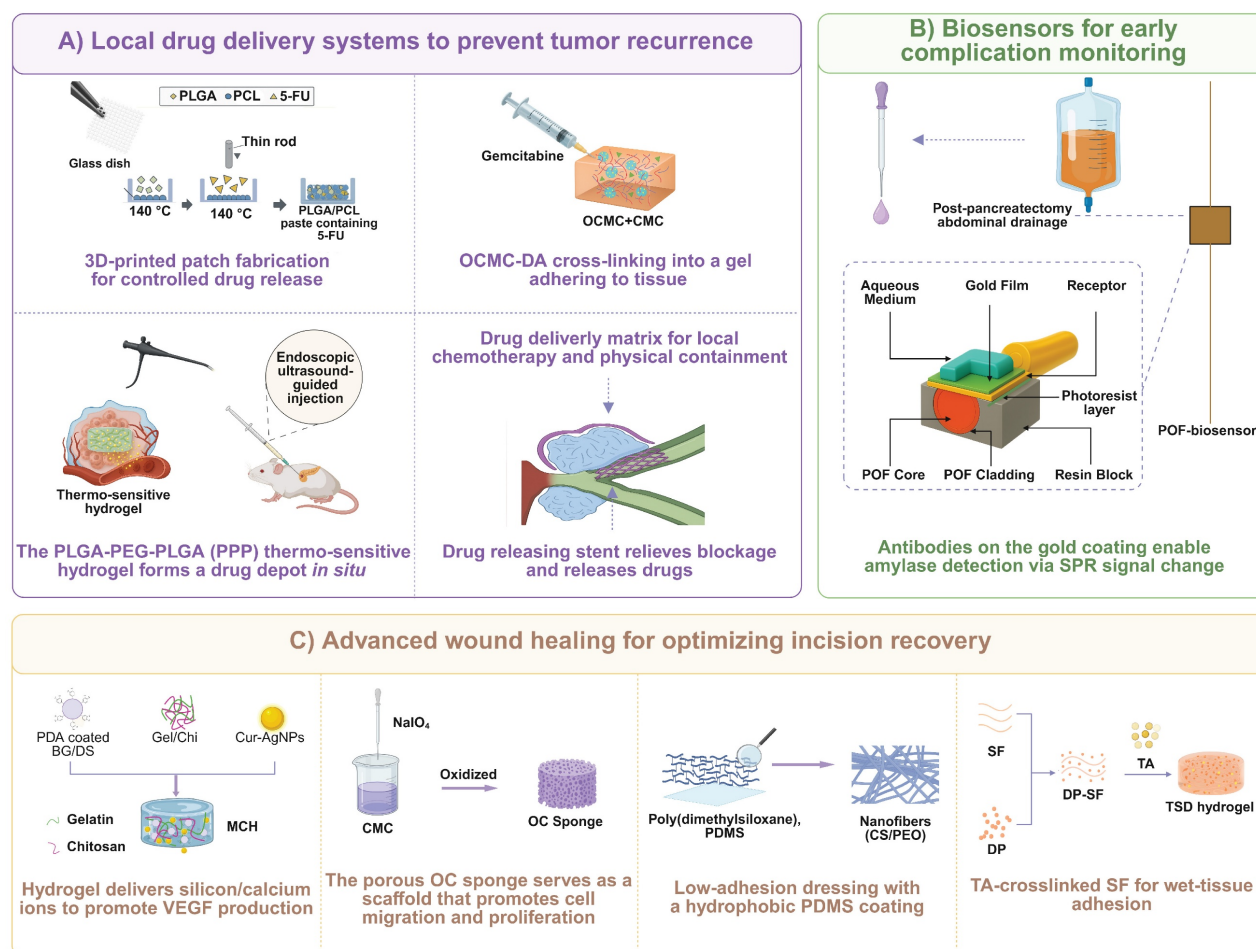 A) Local drug delivery systems to prevent tumor recurrence
PLGA PCL 5-FU
Glass dish
Thin rod
140 °C
140 °C
PLGA/PCL
paste containing
5-FU
3D-printed patch fabrication
for controlled drug release
Gemcitabine
OCMC+CMC
OCMC-DA cross-linking into a gel
adhering to tissue
Endoscopic
ultrasound-
guided
injection
Thermo-sensitive
hydrogel
The PLGA-PEG-PLGA (PPP) thermo-sensitive
hydrogel forms a drug depot in situ
Drug deliverly matrix for local
chemotherapy and physical containment
Drug releasing stent relieves blockage
and releases drugs
B) Biosensors for early
complication monitoring
Post-pancreatectomy
abdominal drainage
Aqueous
Medium
Gold Film
Receptor
Photoresist
layer
POF Core
POF Cladding
Resin Block
POF-biosensor
Antibodies on the gold coating enable
amylase detection via SPR signal change
C) Advanced wound healing for optimizing incision recovery
PDA coated
BG/DS
Gel/Chi
Cur-AgNPs
Gelatin
Chitosan
MCH
Hydrogel delivers silicon/calcium
ions to promote VEGF production
NaIO₄
CMC
Oxidized
OC Sponge
The porous OC sponge serves as a
scaffold that promotes cell
migration and proliferation
Poly(dimethylsiloxane),
PDMS
Nanofibers
(CS/PEO)
Low-adhesion dressing with
a hydrophobic PDMS coating
SF
DP
DP-SF
TA
TSD hydrogel
TA-crosslinked SF for wet-tissue
adhesion